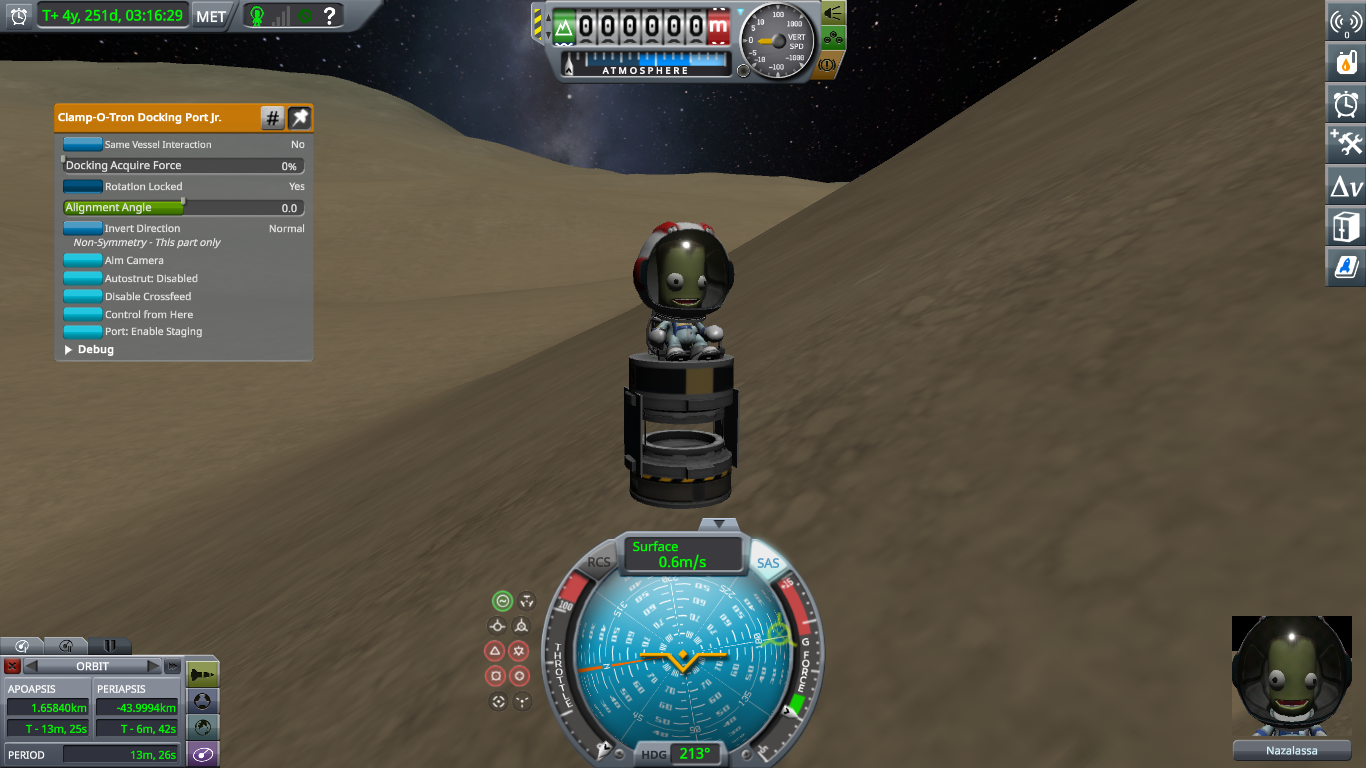 T+ 4y, 251d, 03:16:29
MET
?
000000m
ATMOSPHERE
VERT
SPD
0
Δv
Clamp-O-Tron Docking Port Jr.
#
Same Vessel Interaction No
Docking Acquire Force 0%
Rotation Locked Yes
Alignment Angle 0.0
Invert Direction Normal
Non-Symmetry - This part only
Aim Camera
Autostrut: Disabled
Disable Crossfeed
Control from Here
Port: Enable Staging
Debug
Surface
0.6m/s
RCS
SAS
THROTTLE
G FORCE
HDG 213°
ORBIT
APOAPSIS PERIAPSIS
1.65840km -43.9994km
T - 13m, 25s T - 6m, 42s
PERIOD 13m, 26s
Nazalassa